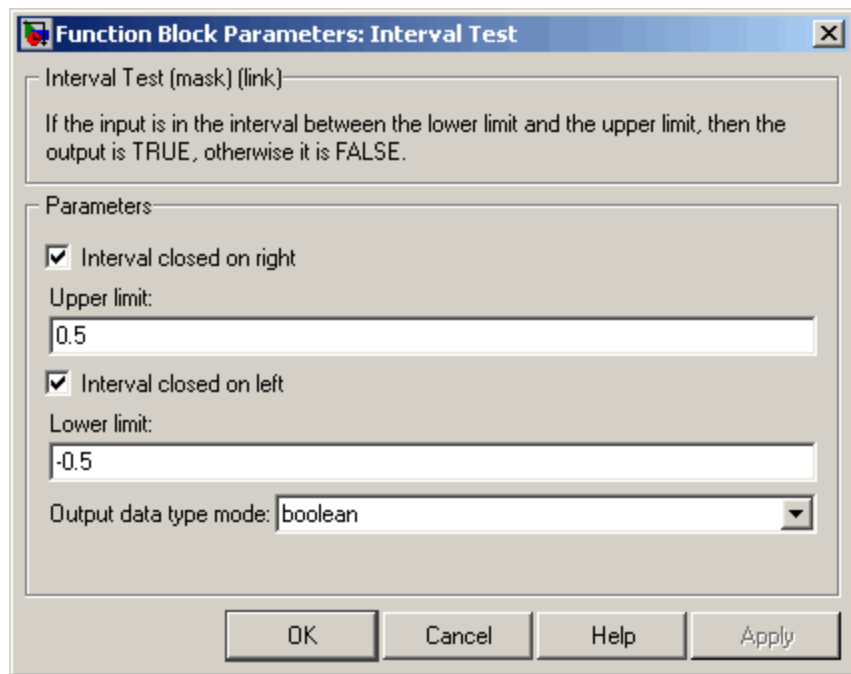 Function Block Parameters: Interval Test
Interval Test (mask) (link)
If the input is in the interval between the lower limit and the upper limit, then the
output is TRUE, otherwise it is FALSE.
Parameters
Interval closed on right
Upper limit:
0.5
Interval closed on left
Lower limit:
-0.5
Output data type mode: boolean
OK Cancel Help Apply